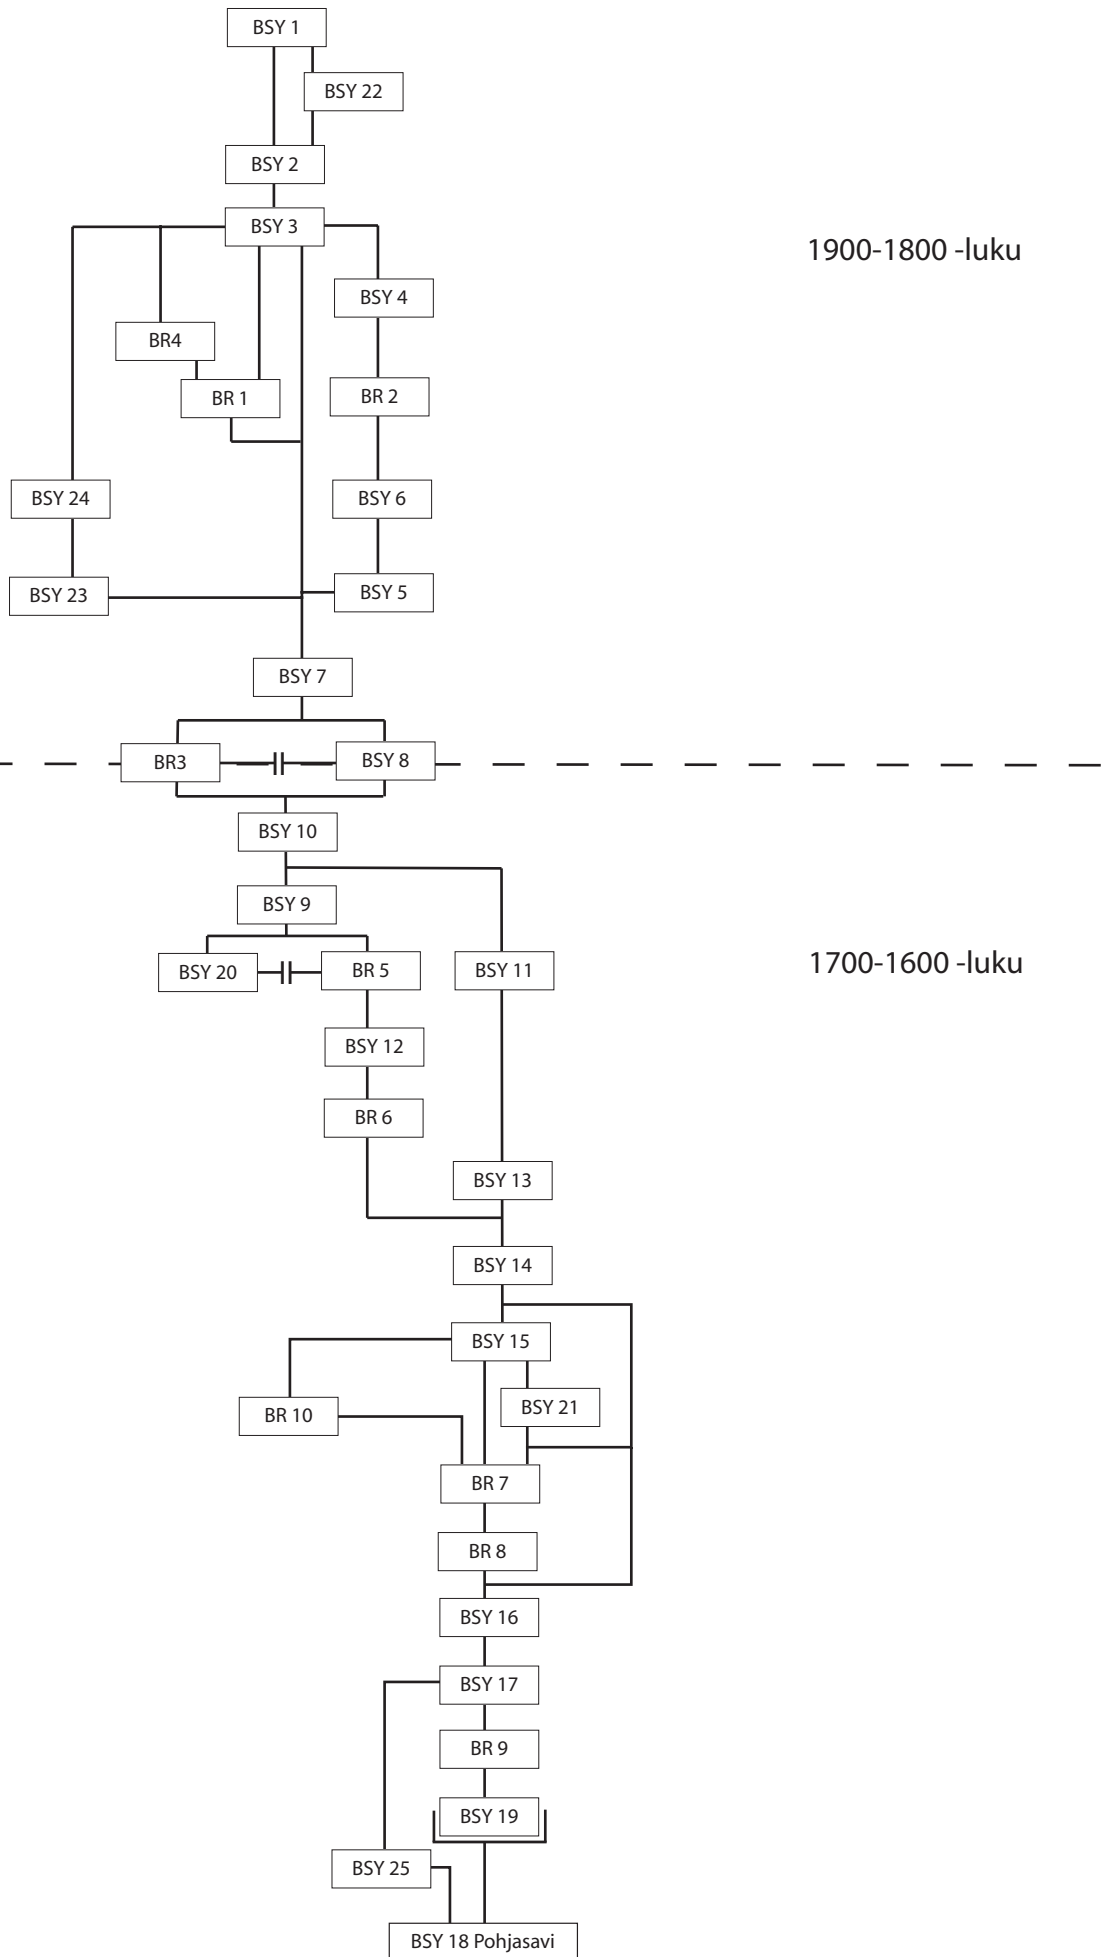 BSY 1
BSY 22
BSY 2
BSY 3
1900-1800 -luku
BSY 4
BR4
BR 1
BR 2
BSY 24
BSY 6
BSY 23
BSY 5
BSY 7
BR3
BSY 8
BSY 10
BSY 9
BSY 20
BR 5
BSY 11
1700-1600 -luku
BSY 12
BR 6
BSY 13
BSY 14
BSY 15
BR 10
BSY 21
BR 7
BR 8
BSY 16
BSY 17
BR 9
BSY 19
BSY 25
BSY 18 Pohjasavi